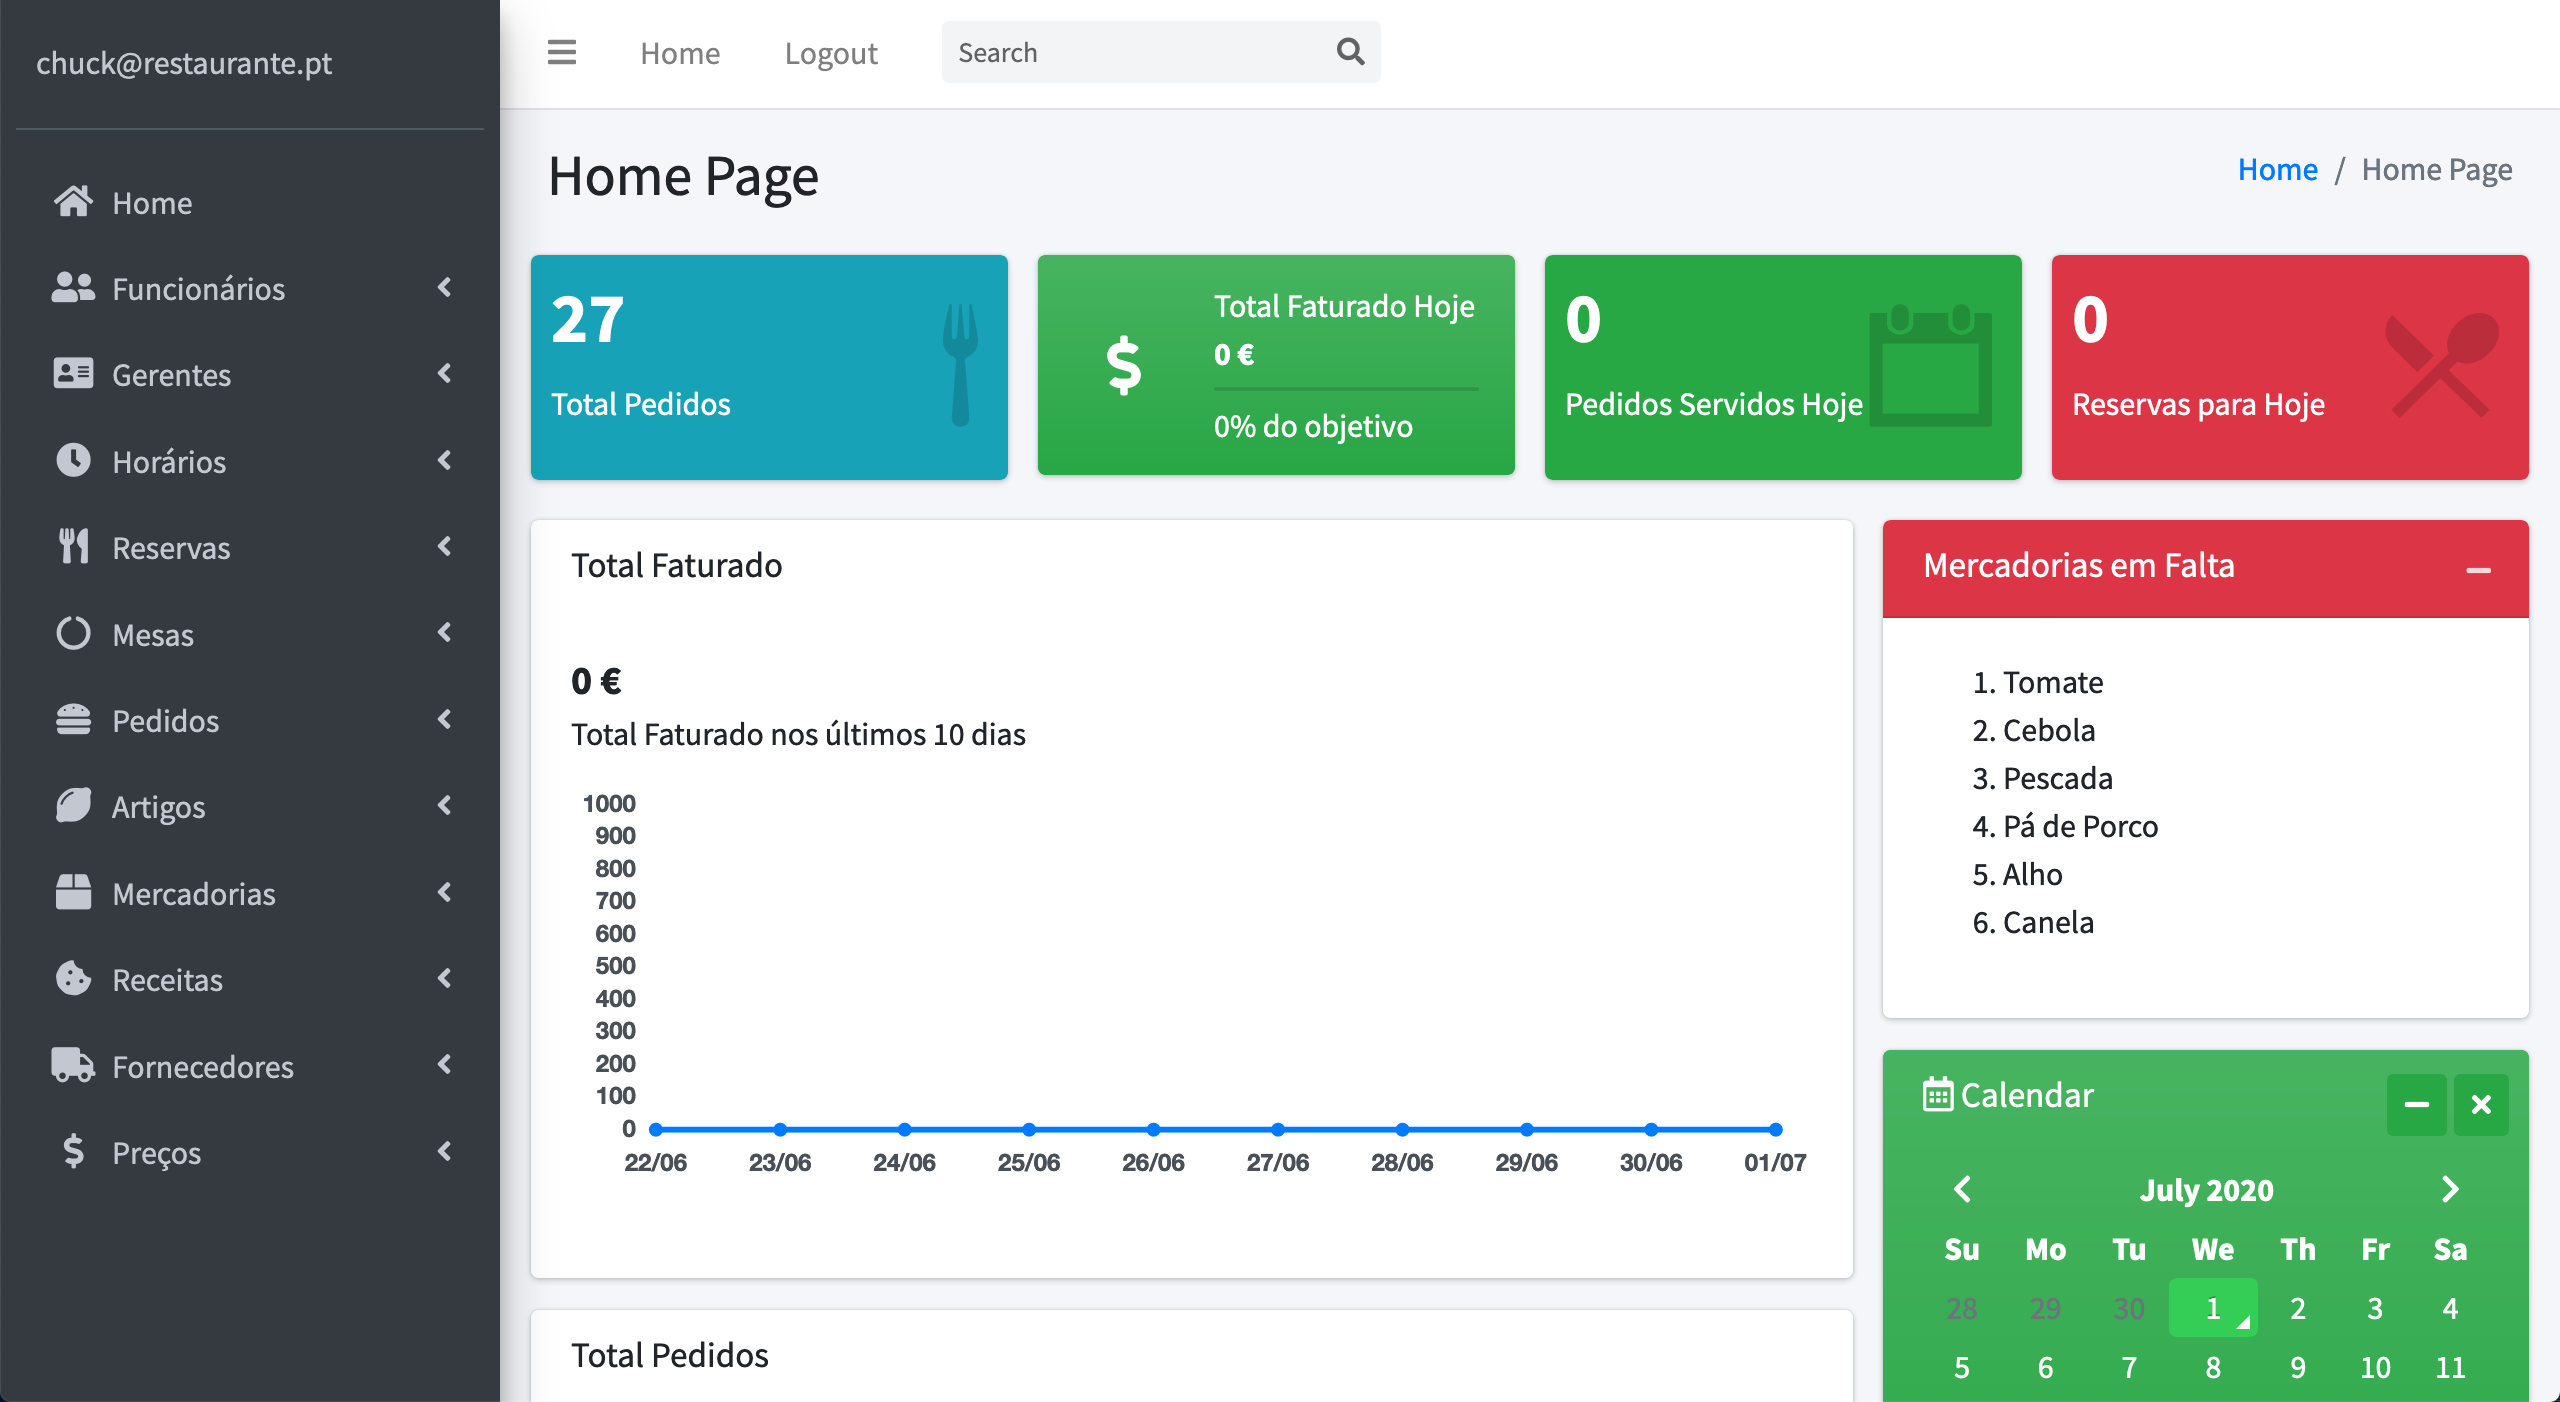 chuck@restaurante.pt
Home
Funcionários
Gerentes
Horários
Reservas
Mesas
Pedidos
Artigos
Mercadorias
Receitas
Fornecedores
Preços
Home Logout Search
Home Page
Home / Home Page
27
Total Pedidos
$
Total Faturado Hoje
0 €
0% do objetivo
0
Pedidos Servidos Hoje
0
Reservas para Hoje
Total Faturado
0 €
Total Faturado nos últimos 10 dias
1000
900
800
700
600
500
400
300
200
100
0
22/06 23/06 24/06 25/06 26/06 27/06 28/06 29/06 30/06 01/07
Total Pedidos
Mercadorias em Falta
1. Tomate
2. Cebola
3. Pescada
4. Pá de Porco
5. Alho
6. Canela
Calendar
July 2020
Su Mo Tu We Th Fr Sa
28 29 30 1 2 3 4
5 6 7 8 9 10 11